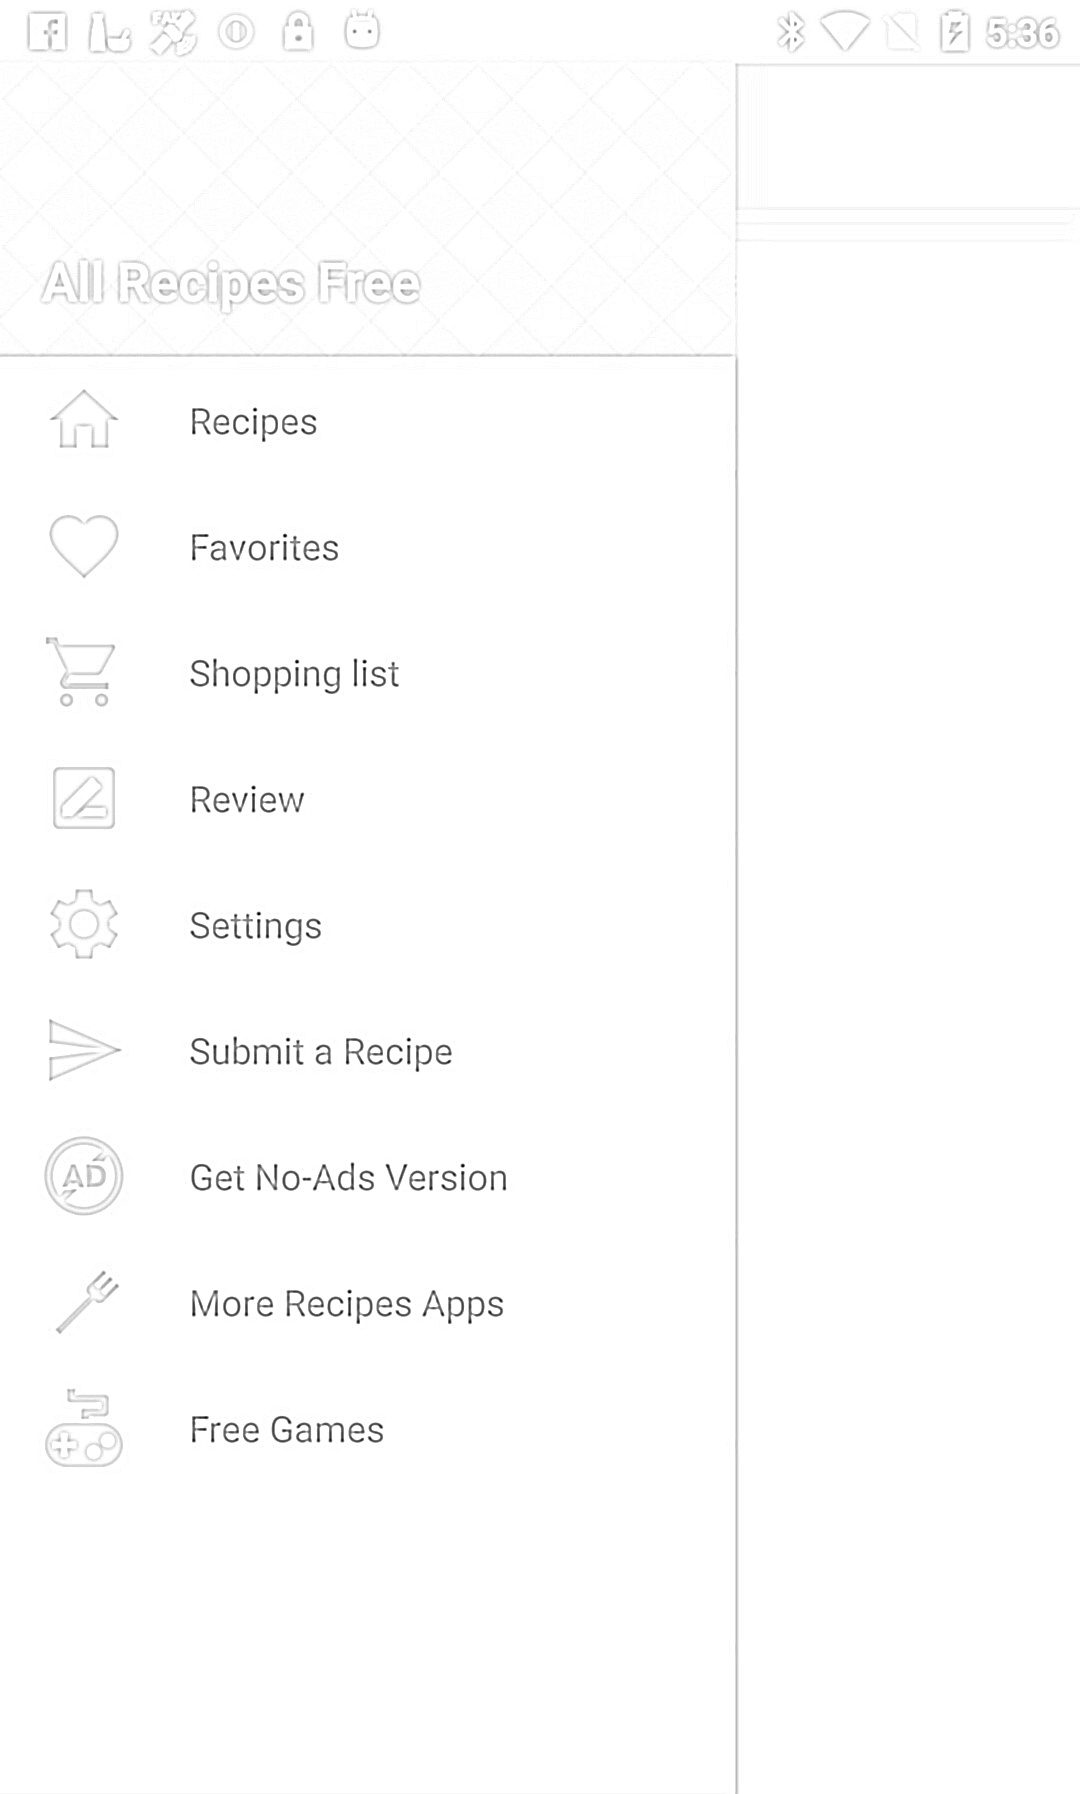 5:36
All Recipes Free
Recipes
Favorites
Shopping list
Review
Settings
Submit a Recipe
AD
Get No-Ads Version
More Recipes Apps
Free Games